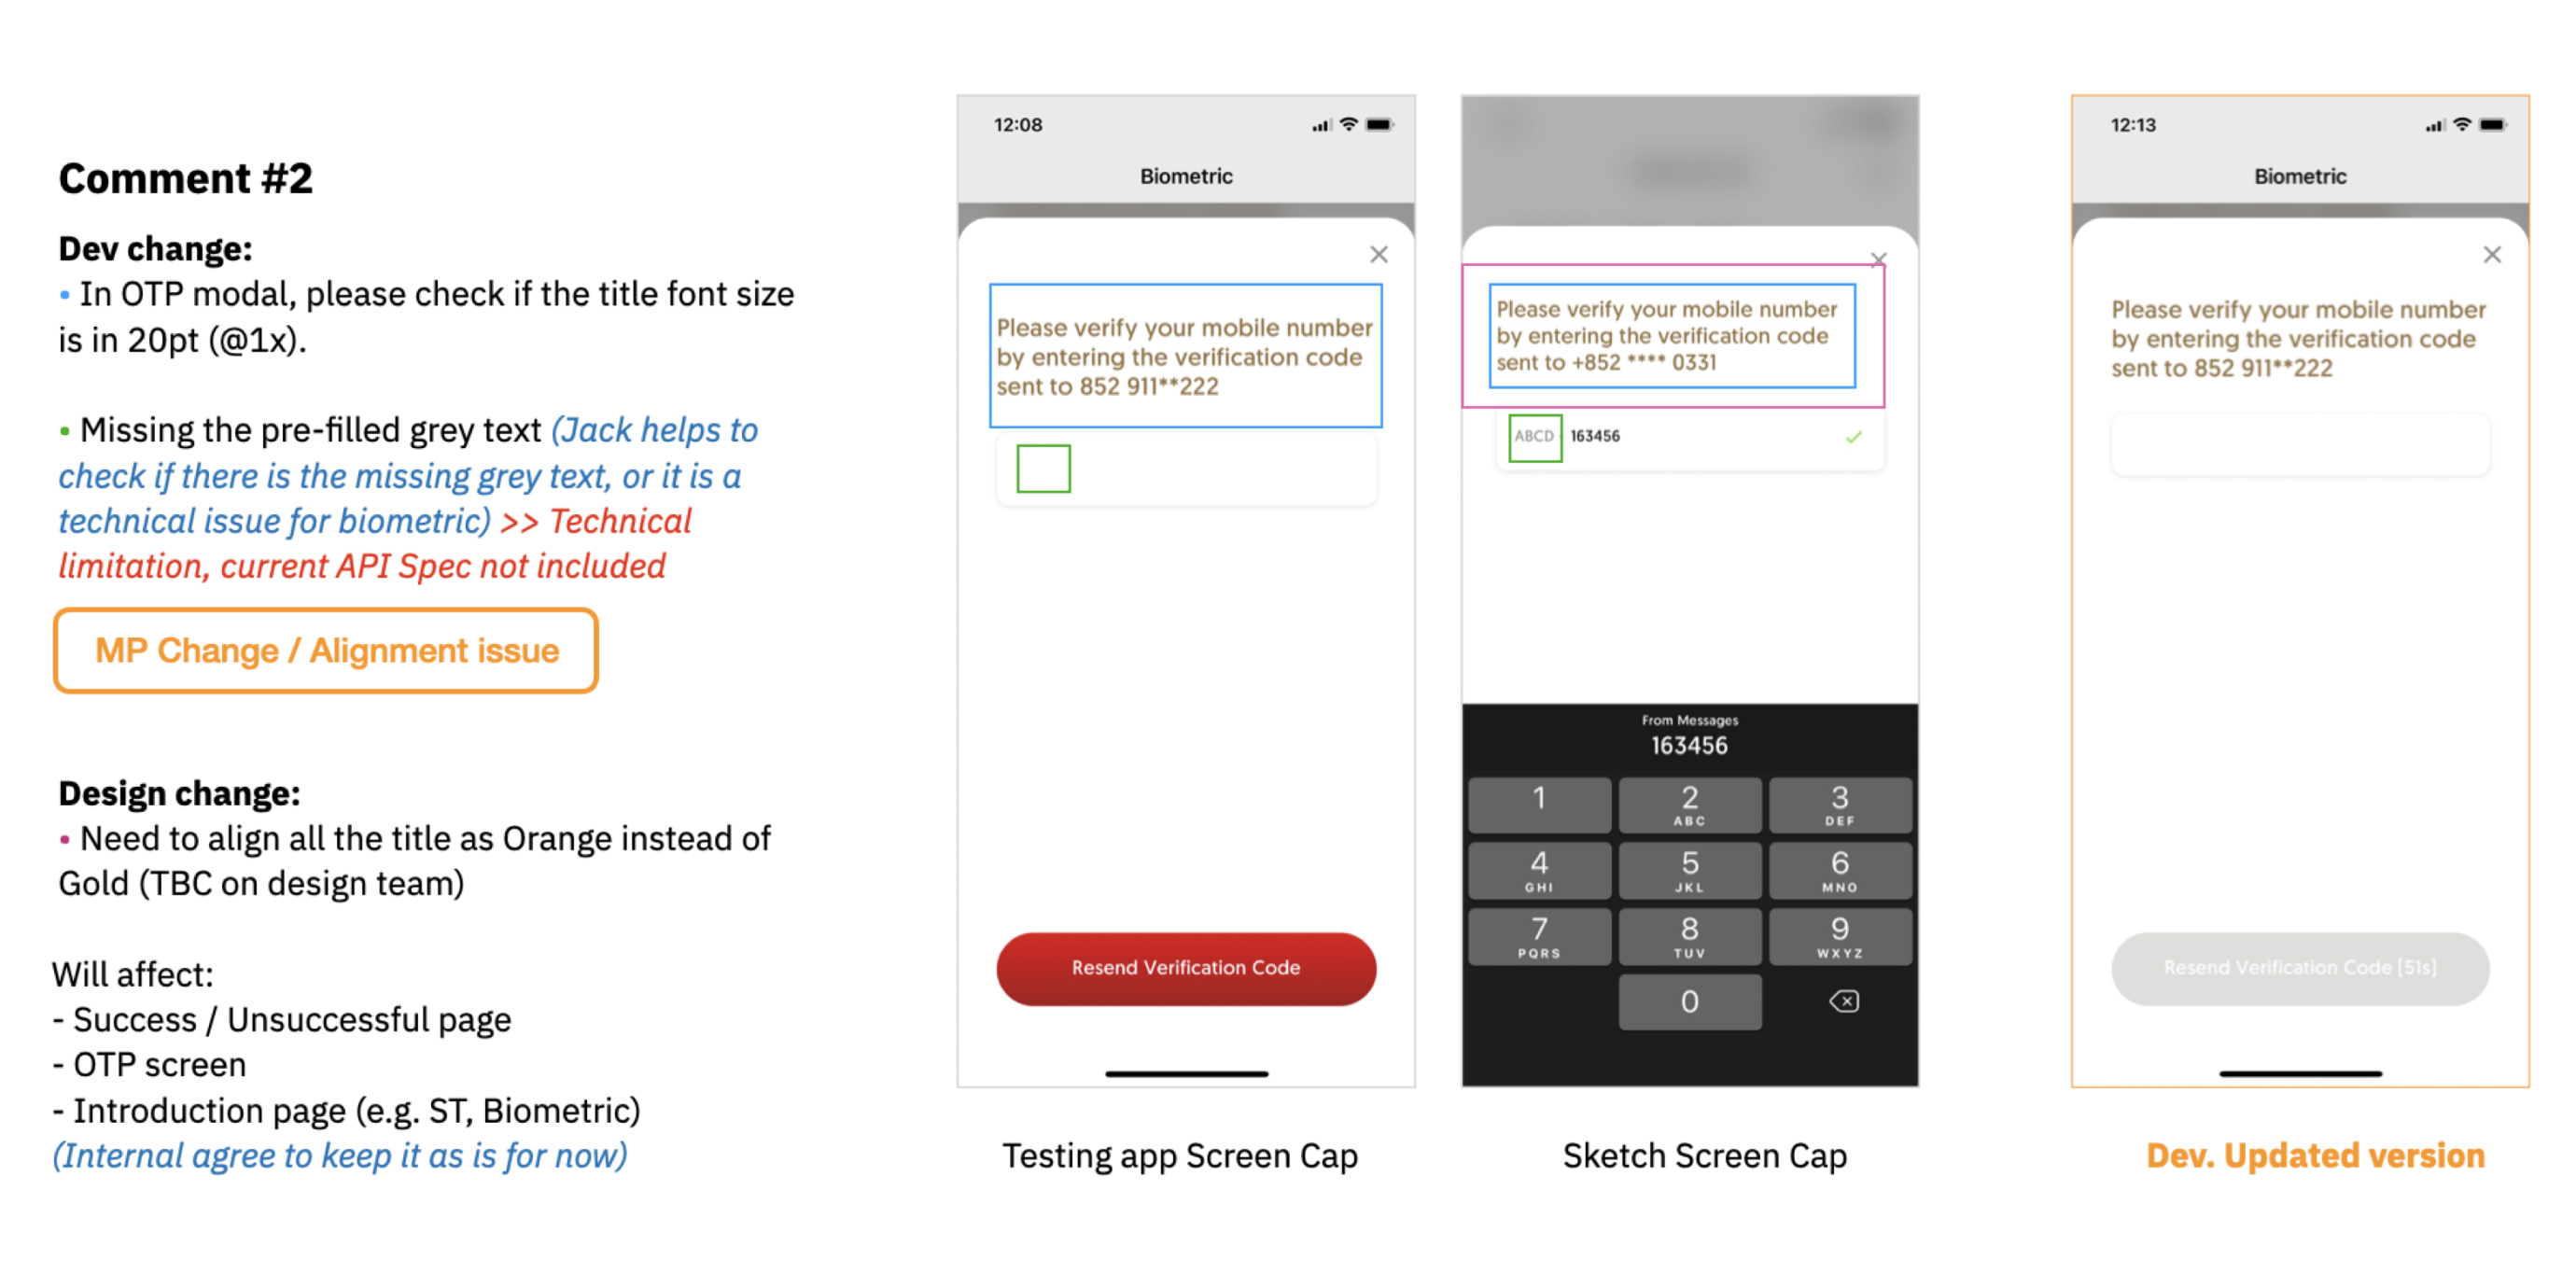 Comment #2
Dev change:
• In OTP modal, please check if the title font size
is in 20pt (@1x).
• Missing the pre-filled grey text (Jack helps to
check if there is the missing grey text, or it is a
technical issue for biometric) >> Technical
limitation, current API Spec not included
MP Change / Alignment issue
Design change:
• Need to align all the title as Orange instead of
Gold (TBC on design team)
Will affect:
- Success / Unsuccessful page
- OTP screen
- Introduction page (e.g. ST, Biometric)
(Internal agree to keep it as is for now)
12:08
Biometric
Please verify your mobile number
by entering the verification code
sent to 852 911**222
Resend Verification Code
Testing app Screen Cap
Please verify your mobile number
by entering the verification code
sent to +852 **** 0331
ABCD 163456
From Messages
163456
1 2 3
ABC DEF
4 5 6
GHI JKL MNO
7 8 9
PQRS TUV WXYZ
0
Sketch Screen Cap
12:13
Biometric
Please verify your mobile number
by entering the verification code
sent to 852 911**222
Resend Verification Code [51s]
Dev. Updated version